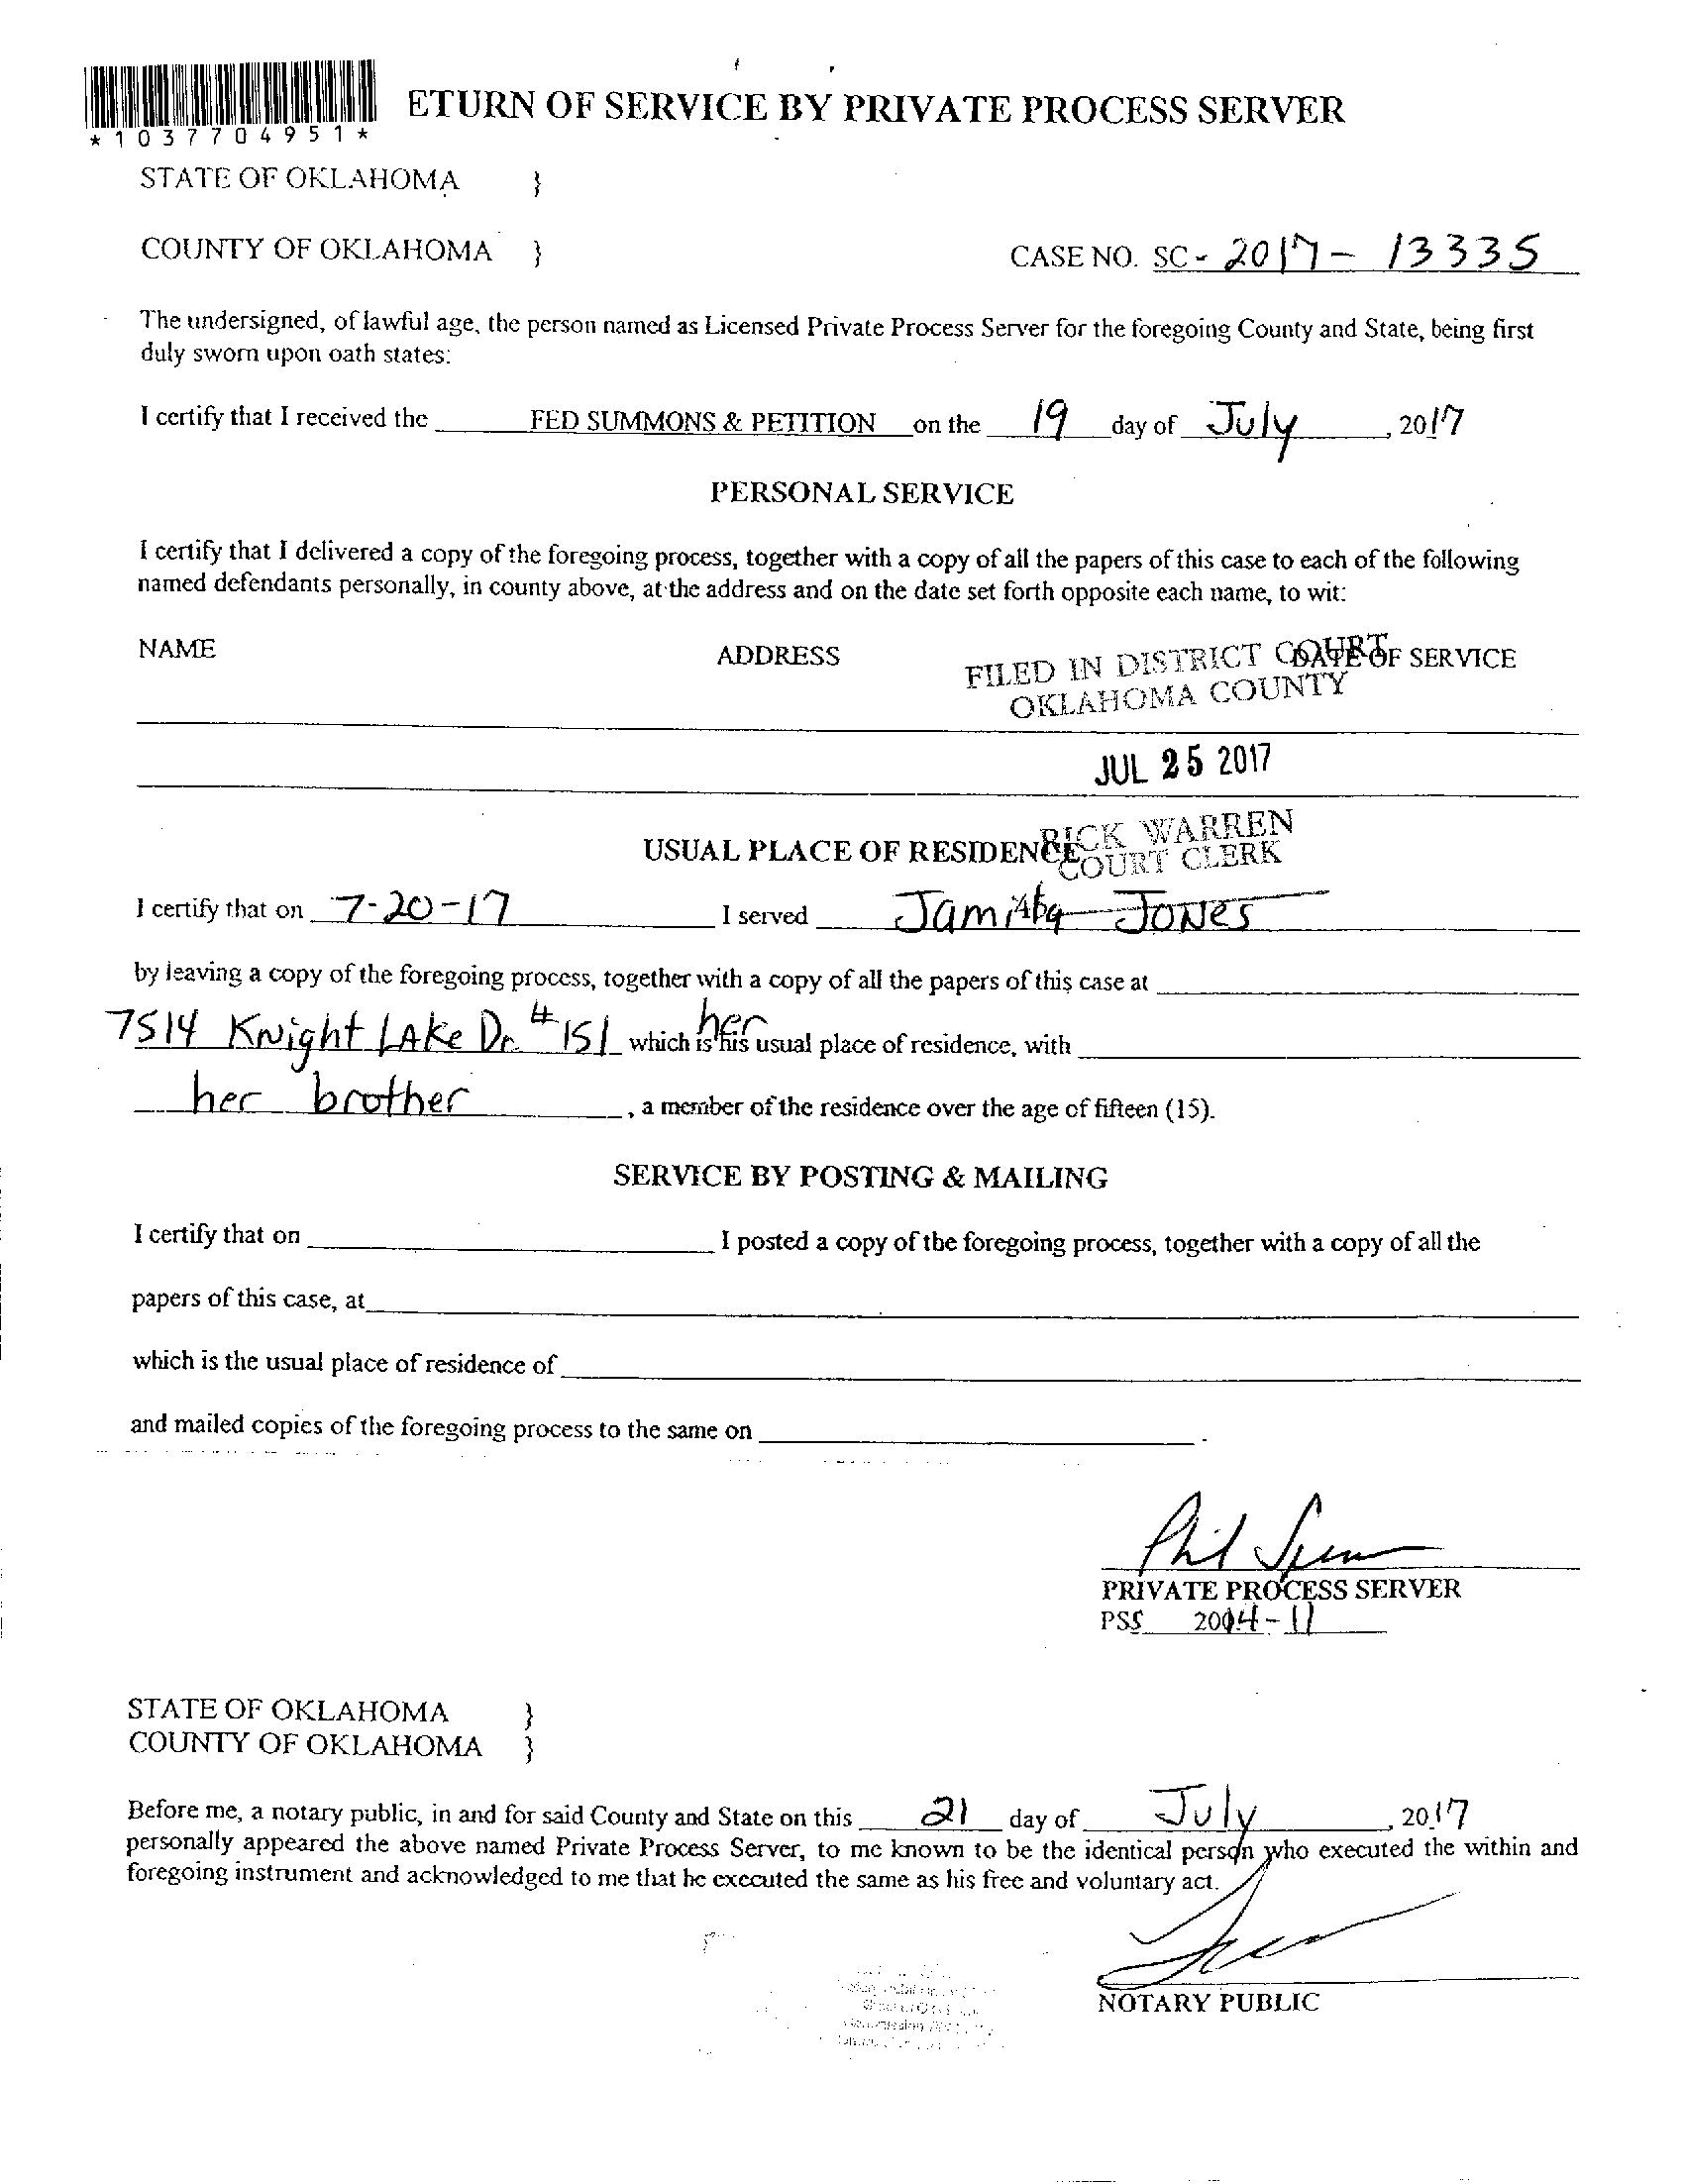 ETURN OF SERVICE BY PRIVATE PROCESS SERVER
*1037704951*
STATE OF OKLAHOMA }
COUNTY OF OKLAHOMA } CASE NO. SC - 2017 - 13335
The undersigned, of lawful age, the person named as Licensed Private Process Server for the foregoing County and State, being first
duly sworn upon oath states:
I certify that I received the FED SUMMONS & PETITION on the 19 day of July, 2017
PERSONAL SERVICE
I certify that I delivered a copy of the foregoing process, together with a copy of all the papers of this case to each of the following
named defendants personally, in county above, at the address and on the date set forth opposite each name, to wit:
NAME ADDRESS DATE OF SERVICE
FILED IN DISTRICT COURT
OKLAHOMA COUNTY
JUL 25 2017
RICK WARREN
COURT CLERK
USUAL PLACE OF RESIDENCE
I certify that on 7-20-17 I served Jones
by leaving a copy of the foregoing process, together with a copy of all the papers of this case at
7514 Knight LAke Dr. #151 which is his her usual place of residence, with
her brother, a member of the residence over the age of fifteen (15).
SERVICE BY POSTING & MAILING
I certify that on I posted a copy of the foregoing process, together with a copy of all the
papers of this case, at
which is the usual place of residence of
and mailed copies of the foregoing process to the same on .
Phil
PRIVATE PROCESS SERVER
PSS 2004-11
STATE OF OKLAHOMA }
COUNTY OF OKLAHOMA }
Before me, a notary public, in and for said County and State on this 21 day of July, 2017
personally appeared the above named Private Process Server, to me known to be the identical person who executed the within and
foregoing instrument and acknowledged to me that he executed the same as his free and voluntary act.
NOTARY PUBLIC